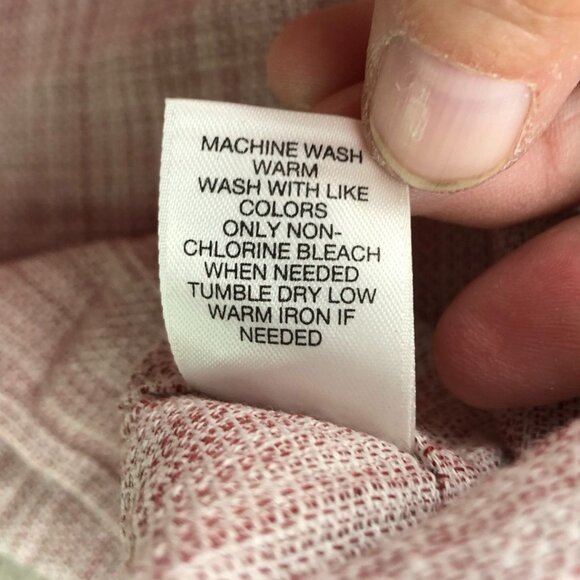 MACHINE WASH
WARM
WASH WITH LIKE
COLORS
ONLY NON-
CHLORINE BLEACH
WHEN NEEDED
TUMBLE DRY LOW
WARM IRON IF
NEEDED